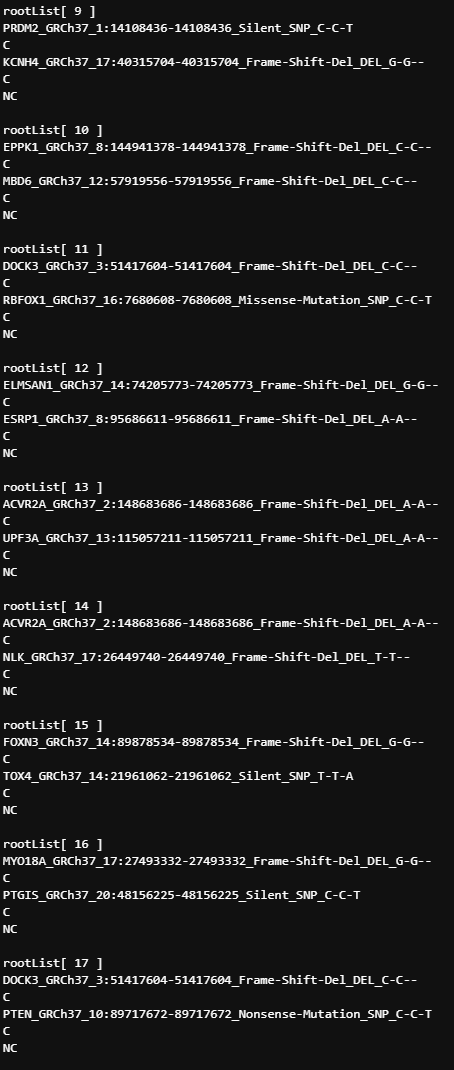 rootList[ 9 ]
PRDM2_GRCh37_1:14108436-14108436_Silent_SNP_C-C-T
C
KCNH4_GRCh37_17:40315704-40315704_Frame-Shift-Del_DEL_G-G--
C
NC
rootList[ 10 ]
EPPK1_GRCh37_8:144941378-144941378_Frame-Shift-Del_DEL_C-C--
C
MBD6_GRCh37_12:57919556-57919556_Frame-Shift-Del_DEL_C-C--
C
NC
rootList[ 11 ]
DOCK3_GRCh37_3:51417604-51417604_Frame-Shift-Del_DEL_C-C--
C
RBFOX1_GRCh37_16:7680608-7680608_Missense-Mutation_SNP_C-C-T
C
NC
rootList[ 12 ]
ELMSAN1_GRCh37_14:74205773-74205773_Frame-Shift-Del_DEL_G-G--
C
ESRP1_GRCh37_8:95686611-95686611_Frame-Shift-Del_DEL_A-A--
C
NC
rootList[ 13 ]
ACVR2A_GRCh37_2:148683686-148683686_Frame-Shift-Del_DEL_A-A--
C
UPF3A_GRCh37_13:115057211-115057211_Frame-Shift-Del_DEL_A-A--
C
NC
rootList[ 14 ]
ACVR2A_GRCh37_2:148683686-148683686_Frame-Shift-Del_DEL_A-A--
C
NLK_GRCh37_17:26449740-26449740_Frame-Shift-Del_DEL_T-T--
C
NC
rootList[ 15 ]
FOXN3_GRCh37_14:89878534-89878534_Frame-Shift-Del_DEL_G-G--
C
TOX4_GRCh37_14:21961062-21961062_Silent_SNP_T-T-A
C
NC
rootList[ 16 ]
MYO18A_GRCh37_17:27493332-27493332_Frame-Shift-Del_DEL_G-G--
C
PTGIS_GRCh37_20:48156225-48156225_Silent_SNP_C-C-T
C
NC
rootList[ 17 ]
DOCK3_GRCh37_3:51417604-51417604_Frame-Shift-Del_DEL_C-C--
C
PTEN_GRCh37_10:89717672-89717672_Nonsense-Mutation_SNP_C-C-T
C
NC